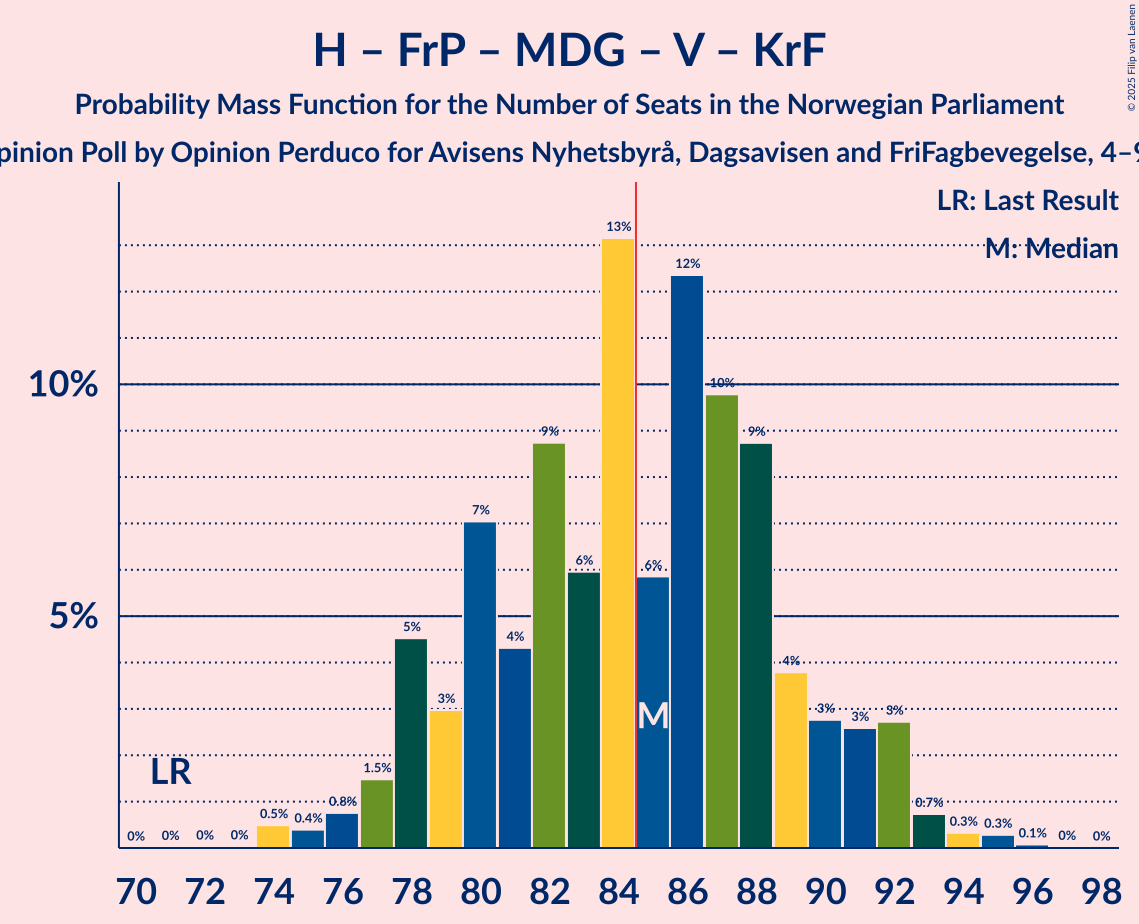 H – FrP – MDG – V – KrF
Probability Mass Function for the Number of Seats in the Norwegian Parliament
pinion Poll by Opinion Perduco for Avisens Nyhetsbyrå, Dagsavisen and FriFagbevegelse, 4–9
© 2025 Filip van Laenen
LR: Last Result
M: Median
13%
12%
10%
10%
9%
9%
9%
7%
6%
6%
5%
5%
4%
4%
3%
M
3%
3%
3%
LR
1.5%
0.8%
0.7%
0.5%
0.4%
0.3%
0.3%
0.1%
0% 0% 0% 0% 0% 0%
70 72 74 76 78 80 82 84 86 88 90 92 94 96 98